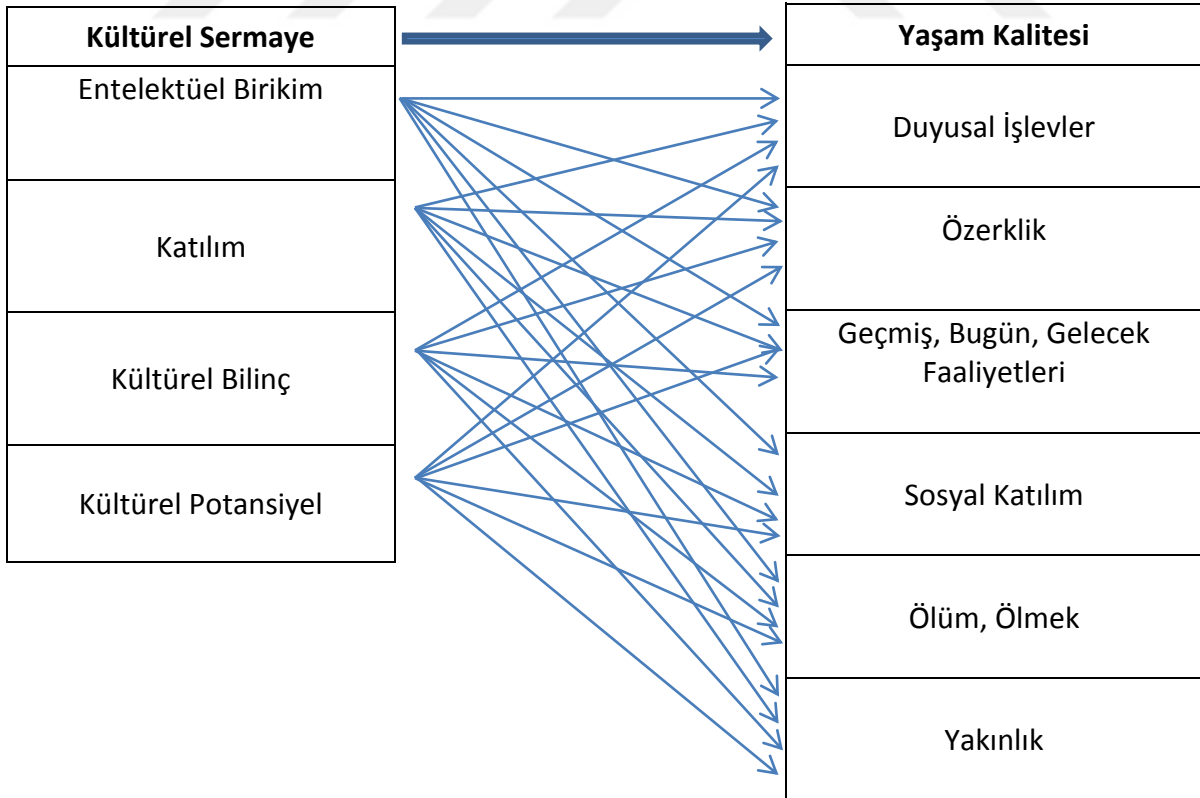 Kültürel Sermaye
Entelektüel Birikim
Katılım
Kültürel Bilinç
Kültürel Potansiyel
Yaşam Kalitesi
Duyusal İşlevler
Özerklik
Geçmiş, Bugün, Gelecek
Faaliyetleri
Sosyal Katılım
Ölüm, Ölmek
Yakınlık